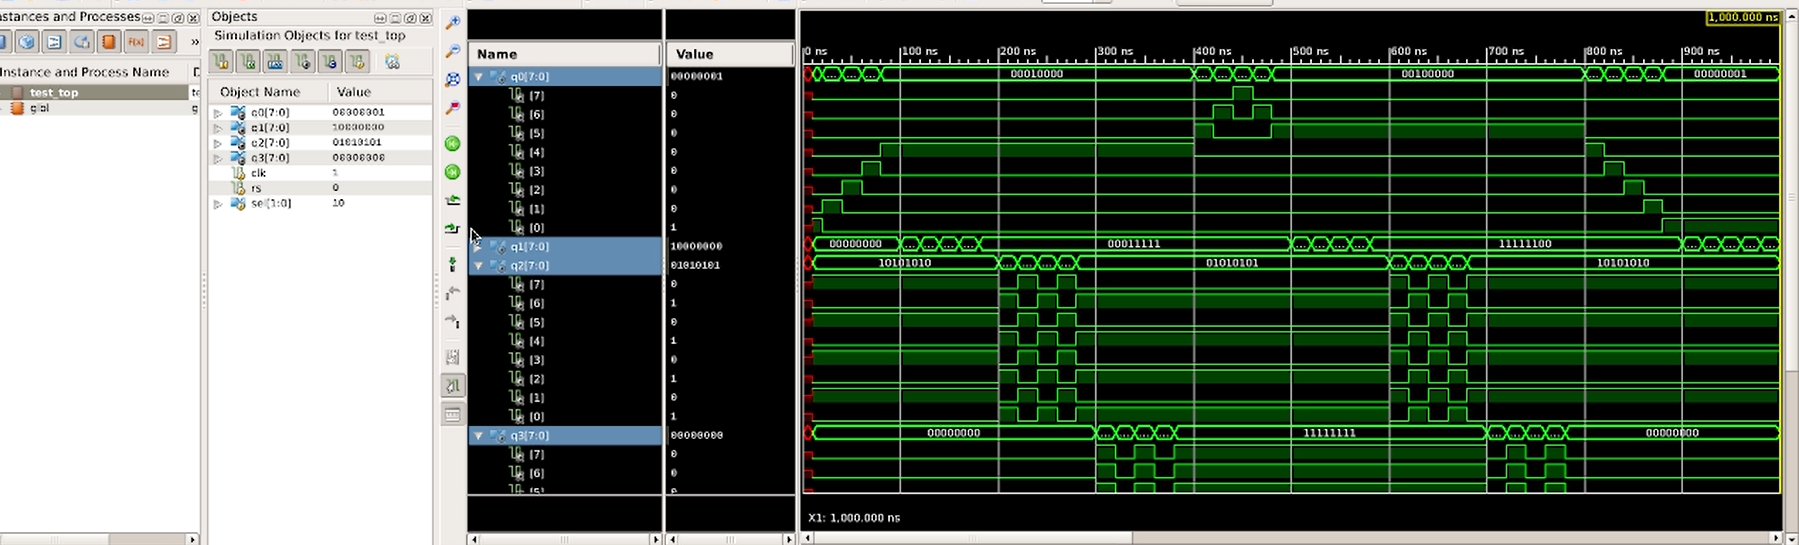 Instances and Processes
Instance and Process Name
test_top
glbl
Objects
Simulation Objects for test_top
Object Name Value
q0[7:0] 00000001
q1[7:0] 10000000
q2[7:0] 01010101
q3[7:0] 00000000
clk 1
rs 0
sel[1:0] 10
Name Value
q0[7:0] 00000001
[7] 0
[6] 0
[5] 0
[4] 0
[3] 0
[2] 0
[1] 0
[0] 1
q1[7:0] 10000000
q2[7:0] 01010101
[7] 0
[6] 1
[5] 0
[4] 1
[3] 0
[2] 1
[1] 0
[0] 1
q3[7:0] 00000000
[7] 0
[6] 0
[5] 0
1,000.000 ns
0 ns 100 ns 200 ns 300 ns 400 ns 500 ns 600 ns 700 ns 800 ns 900 ns
00010000 00100000 00000001
00000000 00011111 11111100
10101010 01010101 10101010
00000000 11111111 00000000
X1: 1,000.000 ns